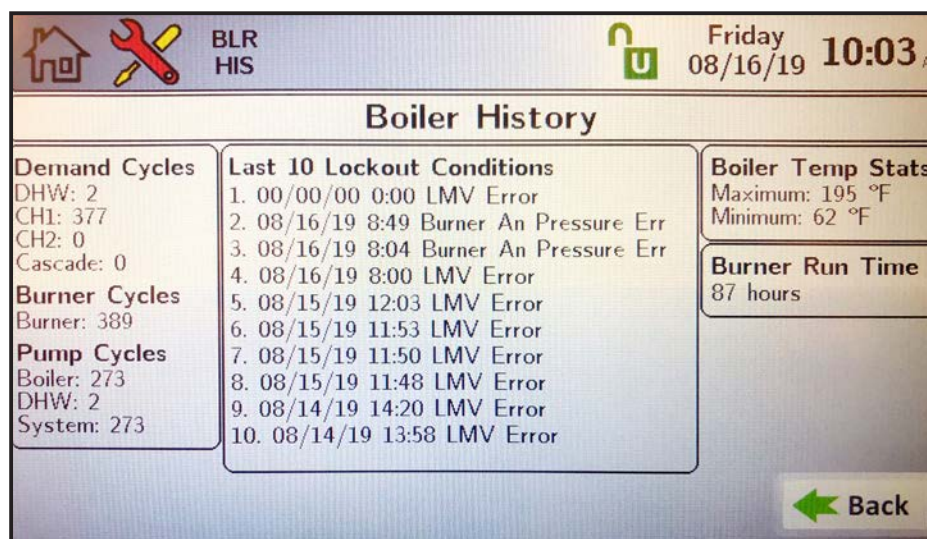 BLR
HIS
U
Friday
08/16/19 10:03
Boiler History
Demand Cycles
DHW: 2
CH1: 377
CH2: 0
Cascade: 0
Burner Cycles
Burner: 389
Pump Cycles
Boiler: 273
DHW: 2
System: 273
Last 10 Lockout Conditions
1. 00/00/00 0:00 LMV Error
2. 08/16/19 8:49 Burner An Pressure Err
3. 08/16/19 8:04 Burner An Pressure Err
4. 08/16/19 8:00 LMV Error
5. 08/15/19 12:03 LMV Error
6. 08/15/19 11:53 LMV Error
7. 08/15/19 11:50 LMV Error
8. 08/15/19 11:48 LMV Error
9. 08/14/19 14:20 LMV Error
10. 08/14/19 13:58 LMV Error
Boiler Temp Stats
Maximum: 195 °F
Minimum: 62 °F
Burner Run Time
87 hours
Back